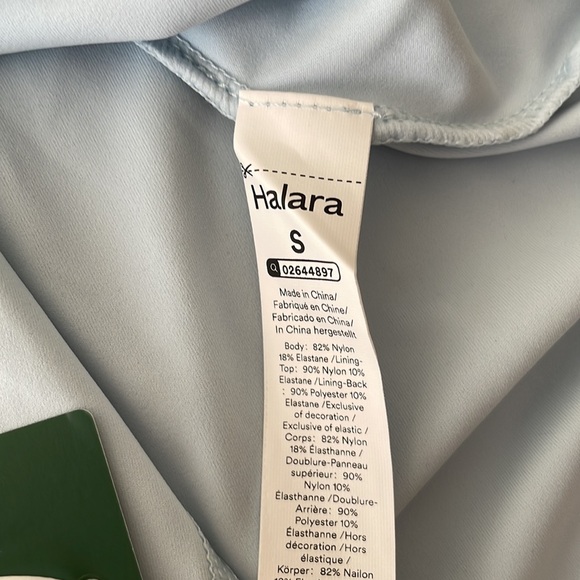 Halara
S
02644897
Made in China/
Fabriqué en Chine/
Fabricado en China/
In China hergestellt
Body: 82% Nylon
18% Elastane /Lining-
Top: 90% Nylon 10%
Elastane /Lining-Back
: 90% Polyester 10%
Elastane /Exclusive
of decoration /
Exclusive of elastic /
Corps: 82% Nylon
18% Élasthanne /
Doublure-Panneau
supérieur: 90%
Nylon 10%
Élasthanne /Doublure-
Arrière: 90%
Polyester 10%
Élasthanne /Hors
décoration /Hors
élastique /
Körper: 82% Nailon